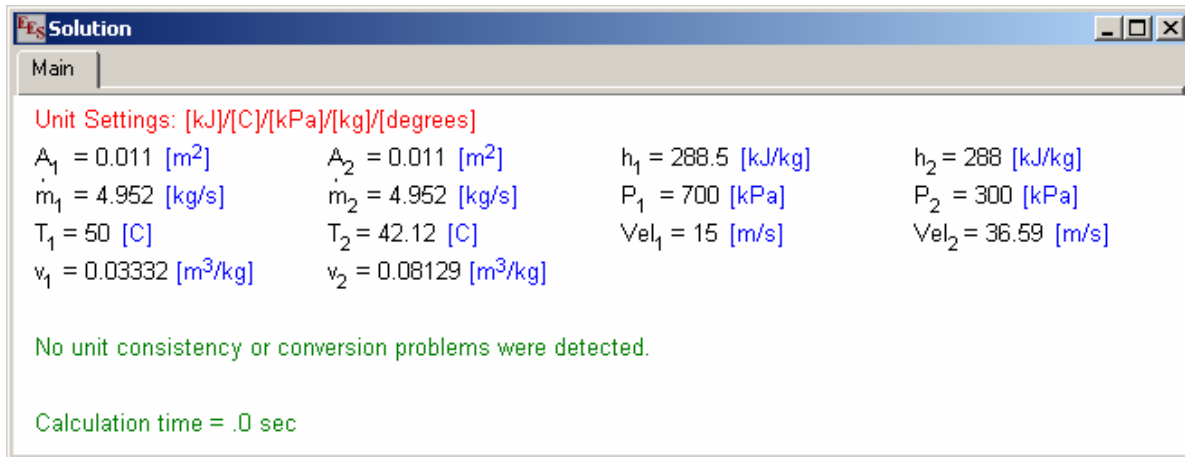 EES Solution
Main
Unit Settings: [kJ]/[C]/[kPa]/[kg]/[degrees]
A₁ = 0.011 [m²] A₂ = 0.011 [m²] h₁ = 288.5 [kJ/kg] h₂ = 288 [kJ/kg]
ṁ₁ = 4.952 [kg/s] ṁ₂ = 4.952 [kg/s] P₁ = 700 [kPa] P₂ = 300 [kPa]
T₁ = 50 [C] T₂ = 42.12 [C] Vel₁ = 15 [m/s] Vel₂ = 36.59 [m/s]
v₁ = 0.03332 [m³/kg] v₂ = 0.08129 [m³/kg]
No unit consistency or conversion problems were detected.
Calculation time = .0 sec